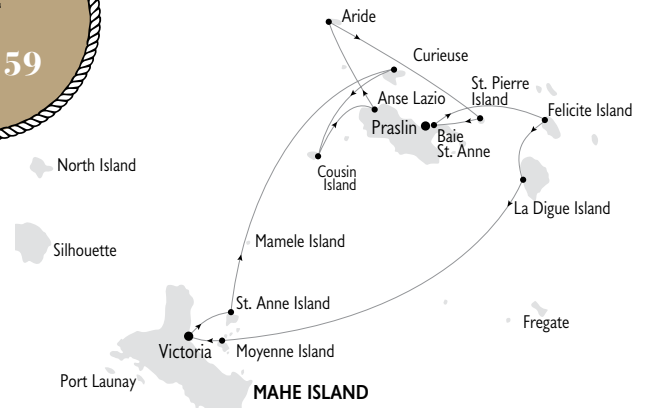 59
Aride
Curieuse
St. Pierre
Island
Anse Lazio
Felicite Island
Praslin
Baie
St. Anne
North Island
Cousin
Island
La Digue Island
Silhouette
Mamele Island
St. Anne Island
Fregate
Victoria
Moyenne Island
Port Launay
MAHE ISLAND